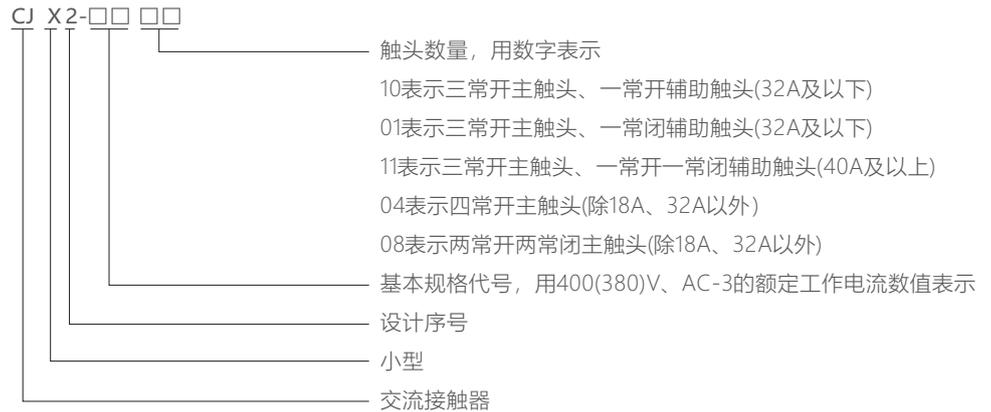 CJ X 2-□□ □□
触头数量，用数字表示
10表示三常开主触头、一常开辅助触头(32A及以下)
01表示三常开主触头、一常闭辅助触头(32A及以下)
11表示三常开主触头、一常开一常闭辅助触头(40A及以上)
04表示四常开主触头(除18A、32A以外)
08表示两常开两常闭主触头(除18A、32A以外)
基本规格代号，用400(380)V、AC-3的额定工作电流数值表示
设计序号
小型
交流接触器